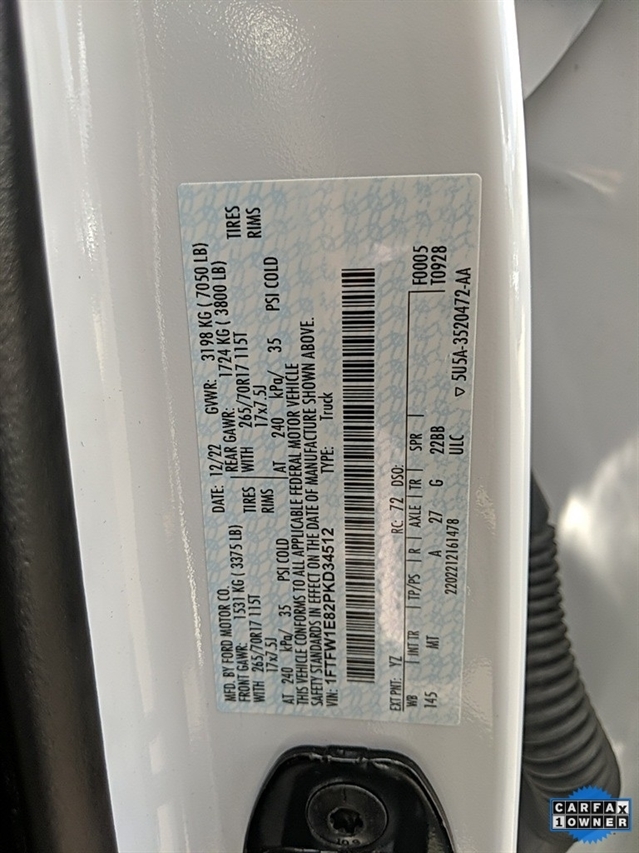 MFD. BY FORD MOTOR CO. DATE: 12/22 GVWR: 3198 KG ( 7050 LB)
FRONT GAWR: 1531 KG ( 3375 LB) REAR GAWR: 1724 KG ( 3800 LB)
WITH 265/70R17 115T TIRES WITH 265/70R17 115T TIRES
17x7.5J RIMS 17x7.5J RIMS
AT 240 kPa/ 35 PSI COLD AT 240 kPa/ 35 PSI COLD
THIS VEHICLE CONFORMS TO ALL APPLICABLE FEDERAL MOTOR VEHICLE
SAFETY STANDARDS IN EFFECT ON THE DATE OF MANUFACTURE SHOWN ABOVE.
VIN: 1FTFW1E82PKD34512 TYPE: Truck
EXT PNT: YZ RC: 72 DSO:
WB INT TR TP/PS R AXLE TR SPR F0005
145 MT A 27 G 22BB T0928
2202212161478 ULC ▽ 5U5A-3520472-AA
CARFAX
1 OWNER